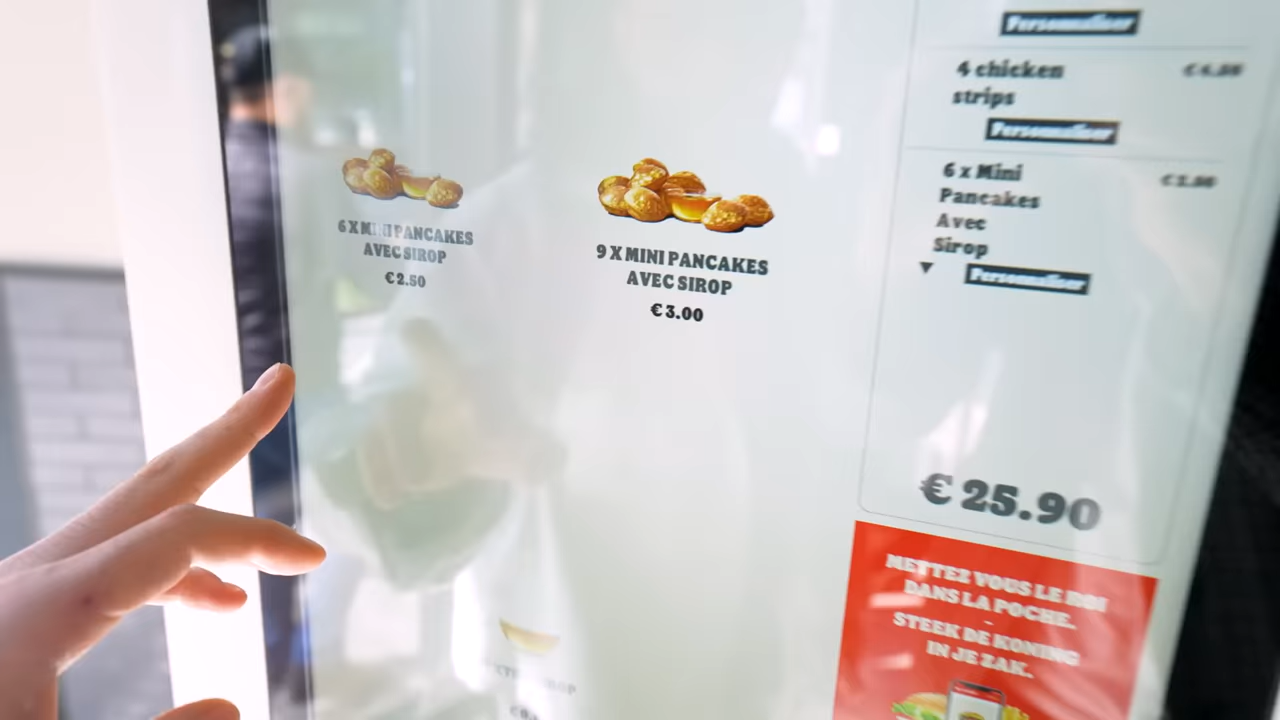 6 X MINI PANCAKES
AVEC SIROP
€ 2.50
9 X MINI PANCAKES
AVEC SIROP
€ 3.00
SIROP
Personnaliser
4 chicken
strips
Personnaliser
6 x Mini
Pancakes
Avec
Sirop
Personnaliser
€ 25.90
METTEZ VOUS LE ROI
DANS LA POCHE.
-
STEEK DE KONING
IN JE ZAK.